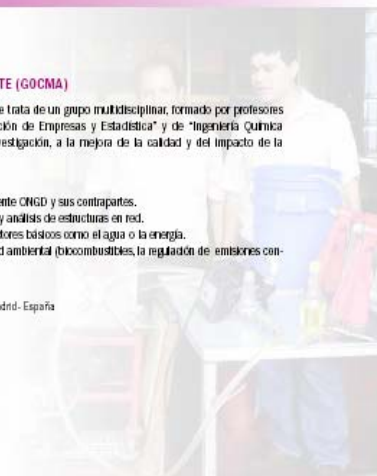 TE (GOCMA)
e trata de un grupo multidisciplinar, formado por profesores
ción de Empresas y Estadística" y de "Ingeniería Química
vestigación, a la mejora de la calidad y del impacto de la
ente ONGD y sus contrapartes.
y análisis de estructuras en red.
tores básicos como el agua o la energía.
d ambiental (biocombustibles, la regulación de emisiones con-
adrid- España